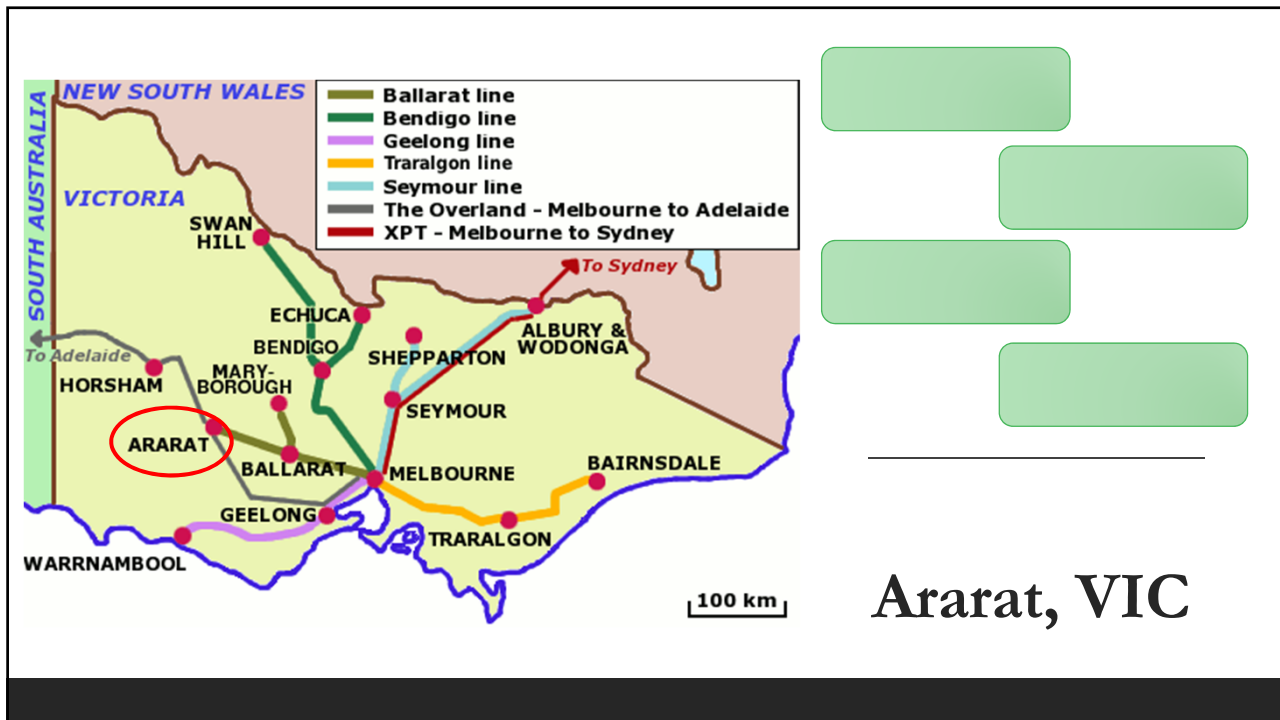 NEW SOUTH WALES
SOUTH AUSTRALIA
VICTORIA
Ballarat line
Bendigo line
Geelong line
Traralgon line
Seymour line
The Overland – Melbourne to Adelaide
XPT – Melbourne to Sydney
SWAN
HILL
To Sydney
ECHUCA
ALBURY &
WODONGA
BENDIGO
SHEPPARTON
To Adelaide
HORSHAM
MARY-
BOROUGH
SEYMOUR
ARARAT
BALLARAT
MELBOURNE
BAIRNSDALE
GEELONG
TRARALGON
WARRNAMBOOL
100 km
Ararat, VIC